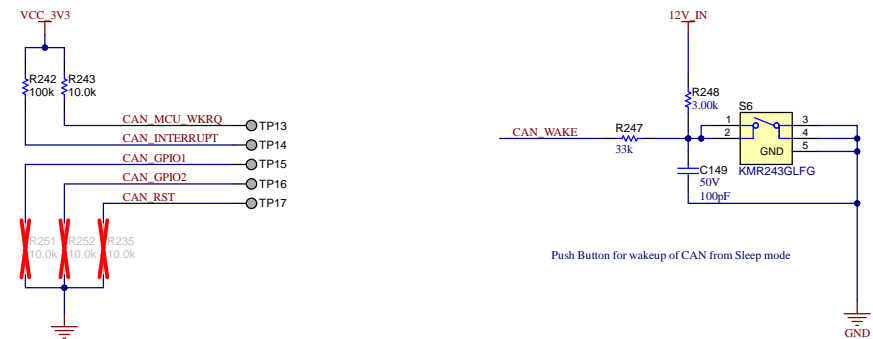 VCC_3V3
R242
100k
R243
10.0k
CAN_MCU_WKRQ
TP13
CAN_INTERRUPT
TP14
CAN_GPIO1
TP15
CAN_GPIO2
TP16
CAN_RST
TP17
R251
10.0k
R252
10.0k
R235
10.0k
12V_IN
R248
3.00k
S6
CAN_WAKE
R247
33k
1
2
3
4
5
GND
KMR243GLFG
C149
50V
100pF
Push Button for wakeup of CAN from Sleep mode
GND